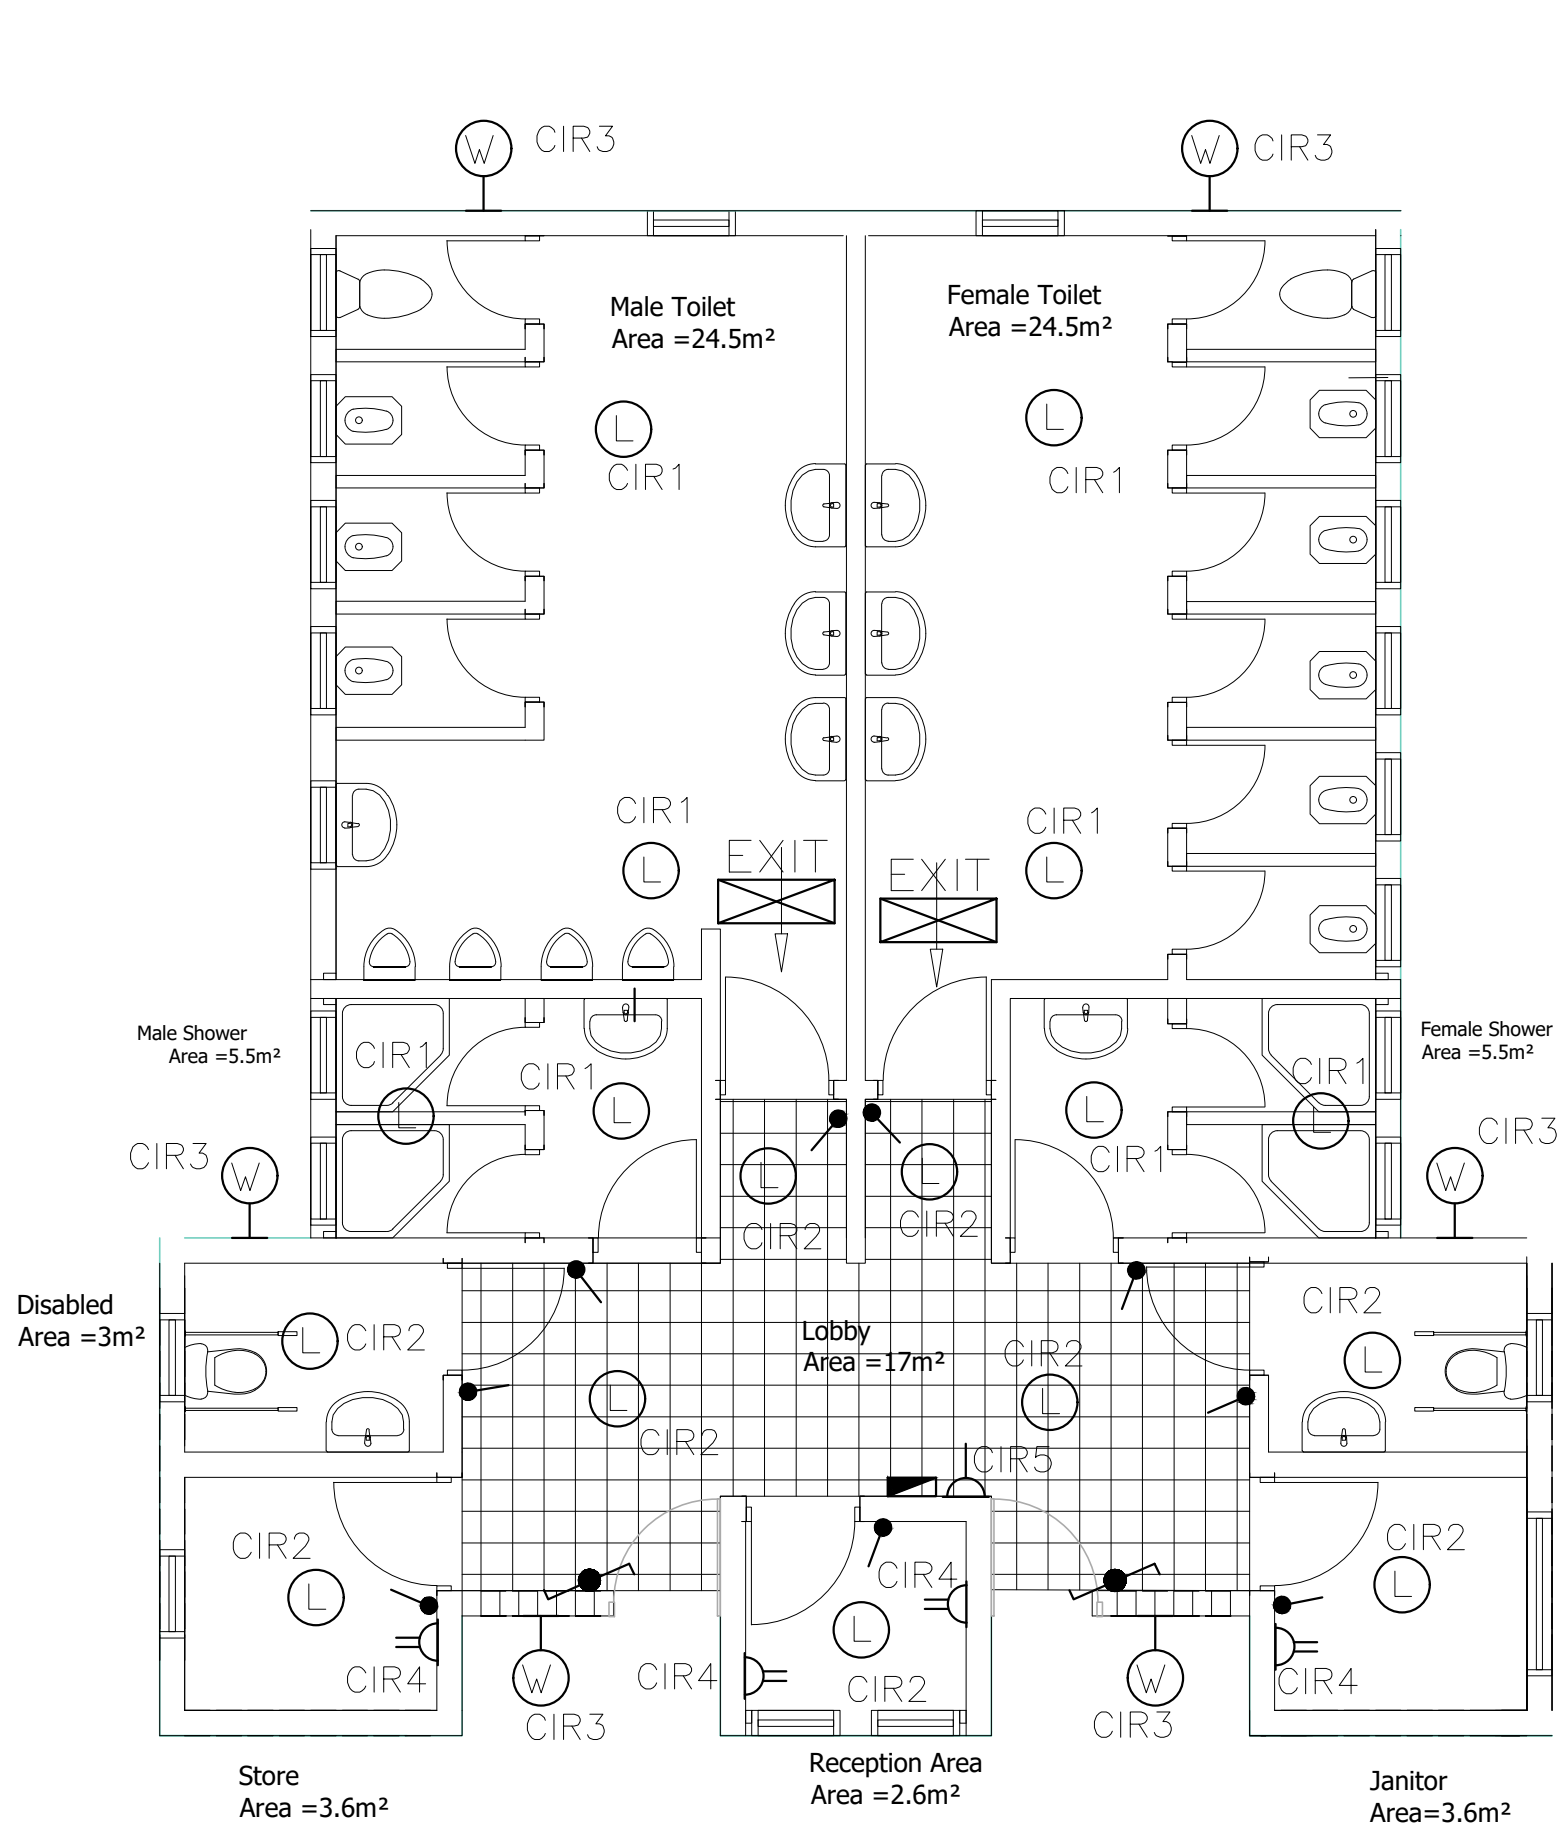 W CIR3
W CIR3
Male Toilet
Area =24.5m²
Female Toilet
Area =24.5m²
L
CIR1
L
CIR1
CIR1
L
CIR1
L
EXIT
EXIT
Male Shower
Area =5.5m²
Female Shower
Area =5.5m²
CIR1
L
CIR1
L
L
CIR1
CIR1
L
CIR3
W
CIR3
W
L
CIR2
L
CIR2
Disabled
Area =3m²
L CIR2
CIR2
L
Lobby
Area =17m²
L
CIR2
CIR2
L
CIR5
CIR2
L
CIR4
CIR4
L
CIR2
CIR4
CIR2
L
CIR4
W
CIR3
W
CIR3
Store
Area =3.6m²
Reception Area
Area =2.6m²
Janitor
Area=3.6m²